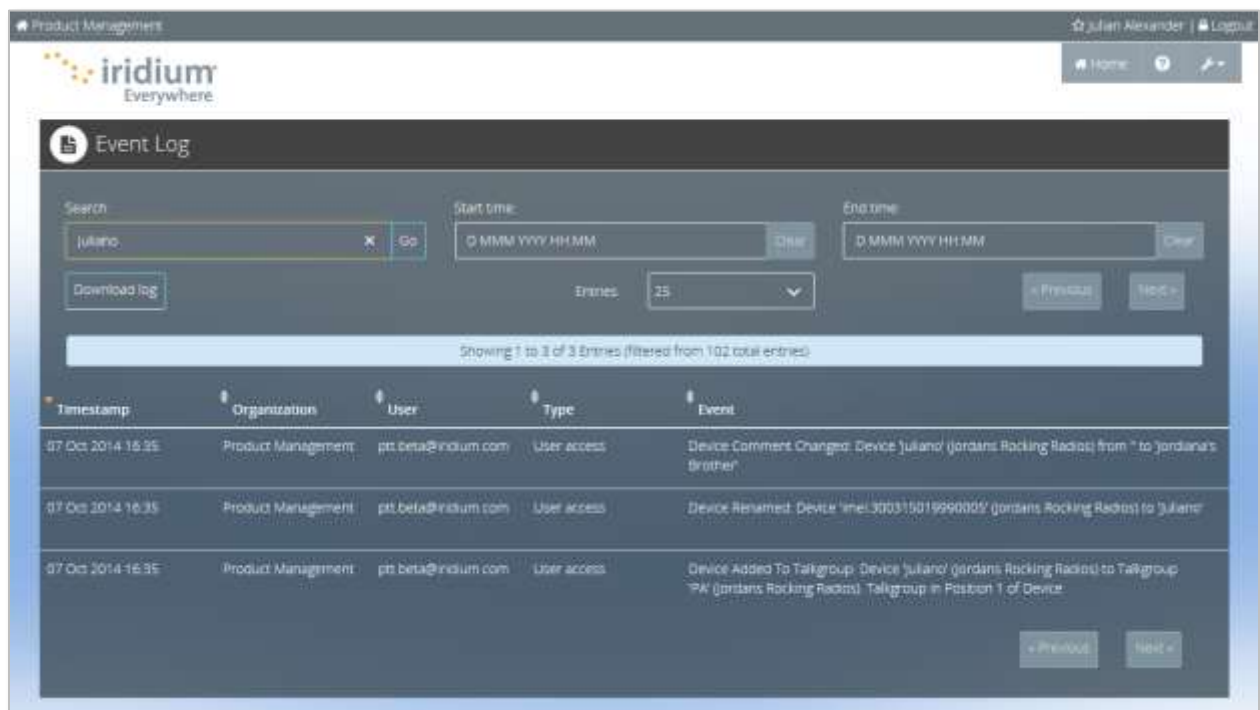 Product Management
Julian Alexander | Logout
iridium
Everywhere
Home
Event Log
Search
Start time:
End time:
Juliano
Go
D MMM YYYY HH:MM
Clear
D MMM YYYY HH:MM
Clear
Download log
Entries
25
« Previous
Next »
Showing 1 to 3 of 3 Entries (filtered from 102 total entries)
Timestamp Organization User Type Event
07 Oct 2014 16:35 Product Management ptt.beta@iridium.com User access Device Comment Changed: Device 'Juliano' (Jordans Rocking Radios) from '' to 'Jordiana's
Brother'
07 Oct 2014 16:35 Product Management ptt.beta@iridium.com User access Device Renamed: Device 'imei:300315019990005' (Jordans Rocking Radios) to 'Juliano'
07 Oct 2014 16:35 Product Management ptt.beta@iridium.com User access Device Added To Talkgroup: Device 'Juliano' (Jordans Rocking Radios) to Talkgroup
'PA' (Jordans Rocking Radios). Talkgroup in Position 1 of Device
« Previous
Next »